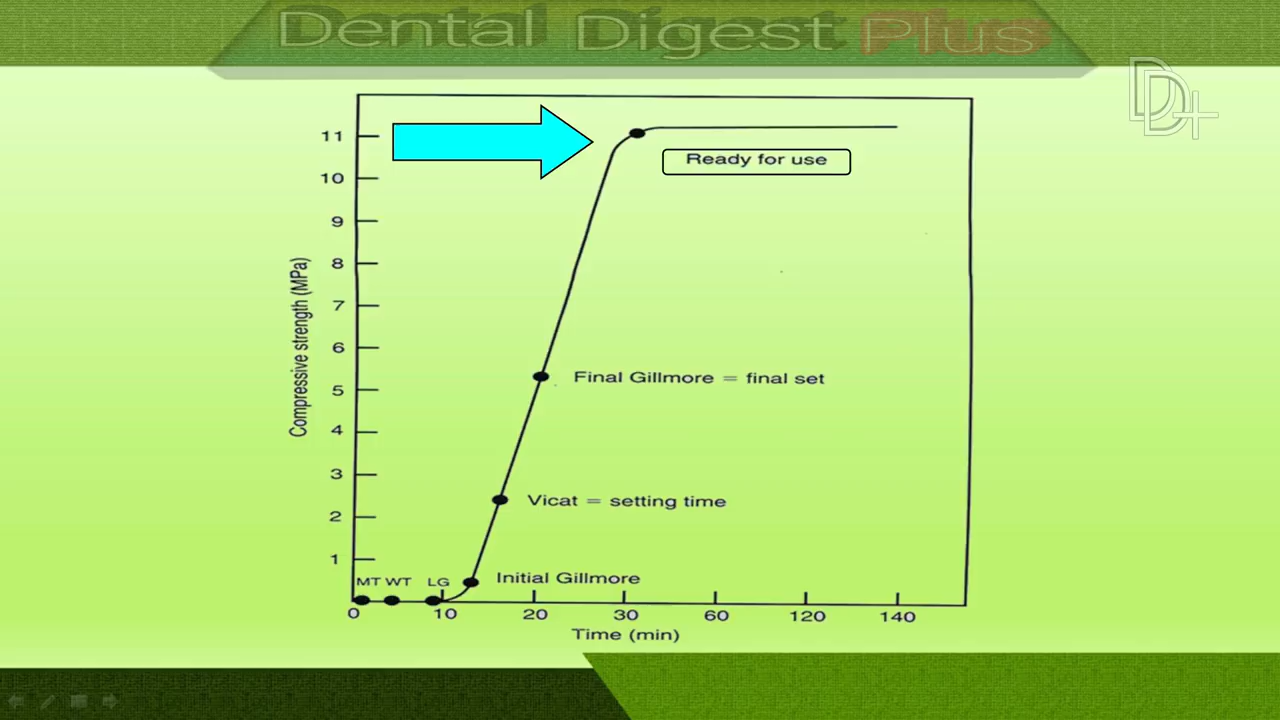 Dental Digest Plus
DD+
11
Ready for use
10
9
8
7
6
5
4
3
2
1
Compressive strength (MPa)
Final Gillmore = final set
Vicat = setting time
MT WT LG Initial Gillmore
0 10 20 30 60 120 140
Time (min)